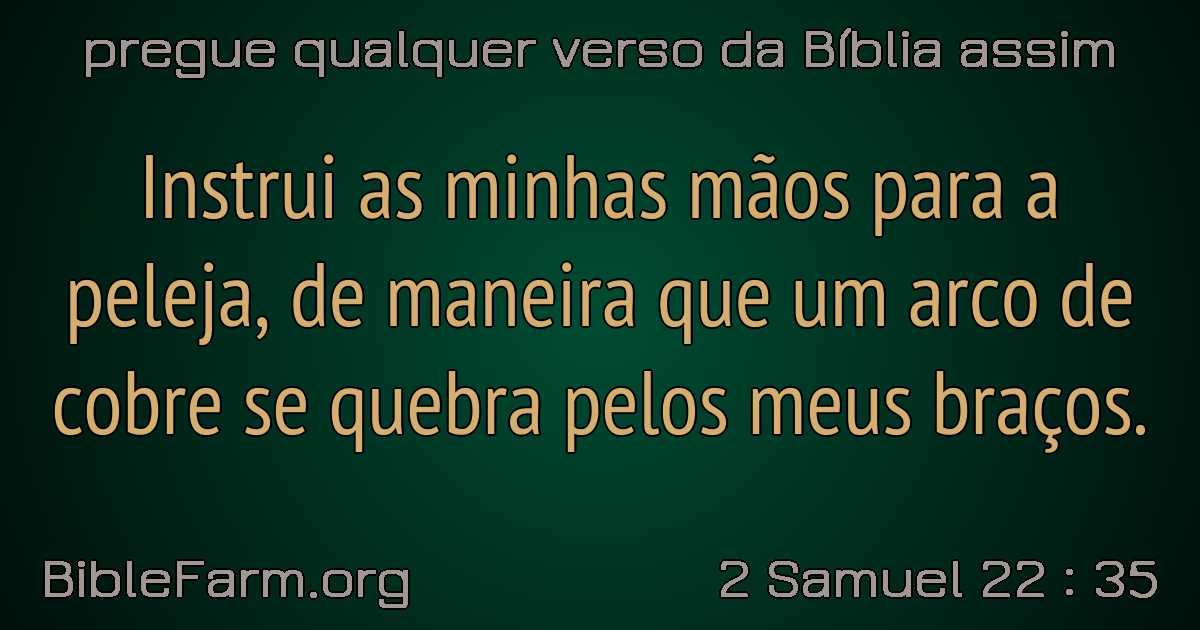 pregue qualquer verso da Bíblia assim
Instrui as minhas mãos para a
peleja, de maneira que um arco de
cobre se quebra pelos meus braços.
BibleFarm.org
2 Samuel 22 : 35